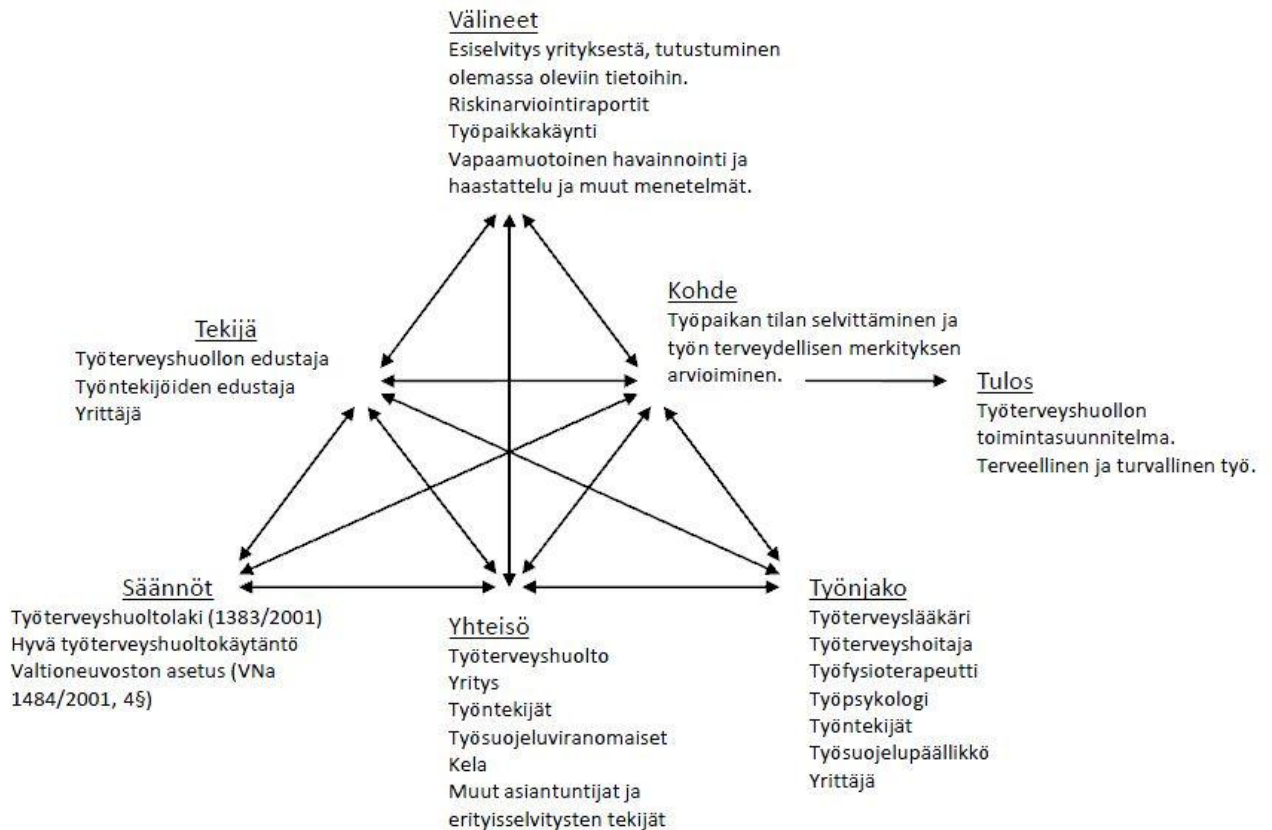 Välineet
Esiselvitys yrityksestä, tutustuminen
olemassa oleviin tietoihin.
Riskinarviointiraportit
Työpaikkakäynti
Vapaamuotoinen havainnointi ja
haastattelu ja muut menetelmät.
Tekijä
Työterveyshuollon edustaja
Työntekijöiden edustaja
Yrittäjä
Kohde
Työpaikan tilan selvittäminen ja
työn terveydellisen merkityksen
arvioiminen.
Tulos
Työterveyshuollon
toimintasuunnitelma.
Terveellinen ja turvallinen työ.
Säännöt
Työterveyshuoltolaki (1383/2001)
Hyvä työterveyshuoltokäytäntö
Valtioneuvoston asetus (VNa
1484/2001, 4§)
Yhteisö
Työterveyshuolto
Yritys
Työntekijät
Työsuojeluviranomaiset
Kela
Muut asiantuntijat ja
erityisselvitysten tekijät
Työnjako
Työterveyslääkäri
Työterveyshoitaja
Työfysioterapeutti
Työpsykologi
Työntekijät
Työsuojelupäällikkö
Yrittäjä